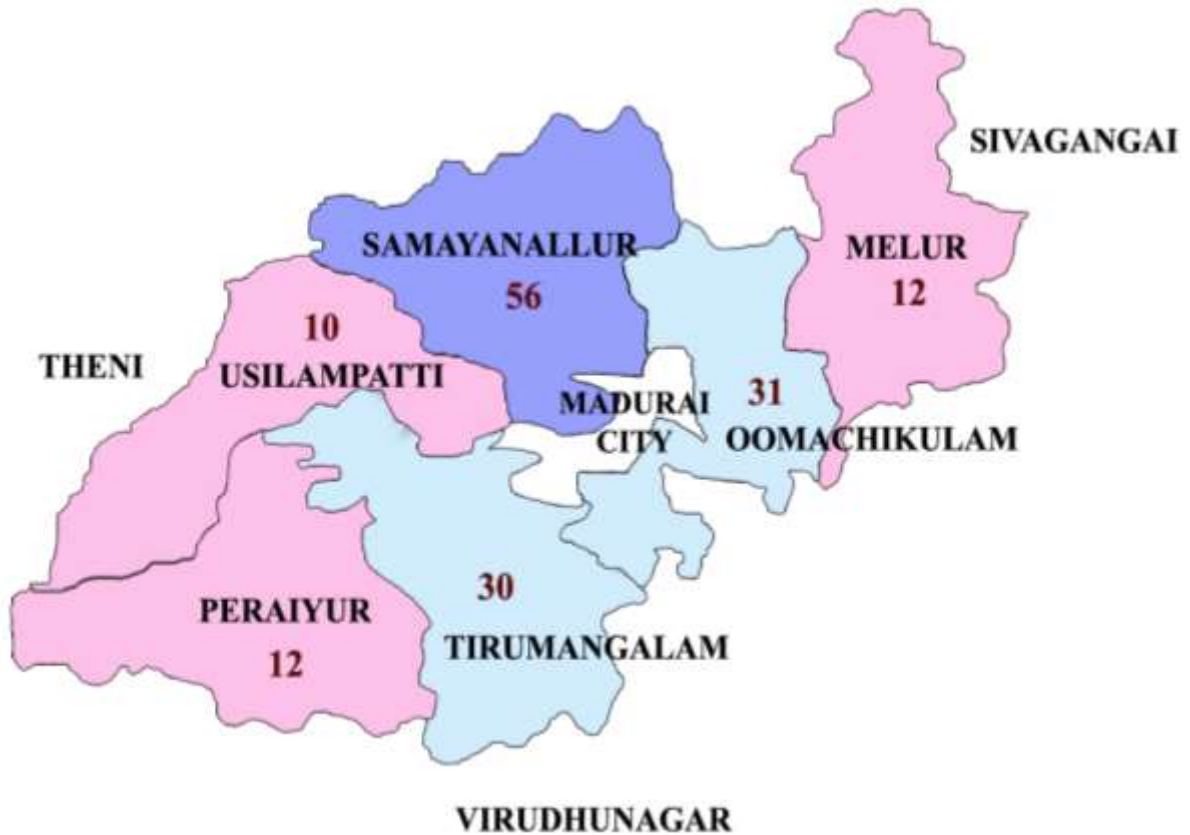 SIVAGANGAI
SAMAYANALLUR
56
MELUR
12
10
USILAMPATTI
THENI
MADURAI
CITY
31
OOMACHIKULAM
30
TIRUMANGALAM
PERAIYUR
12
VIRUDHUNAGAR